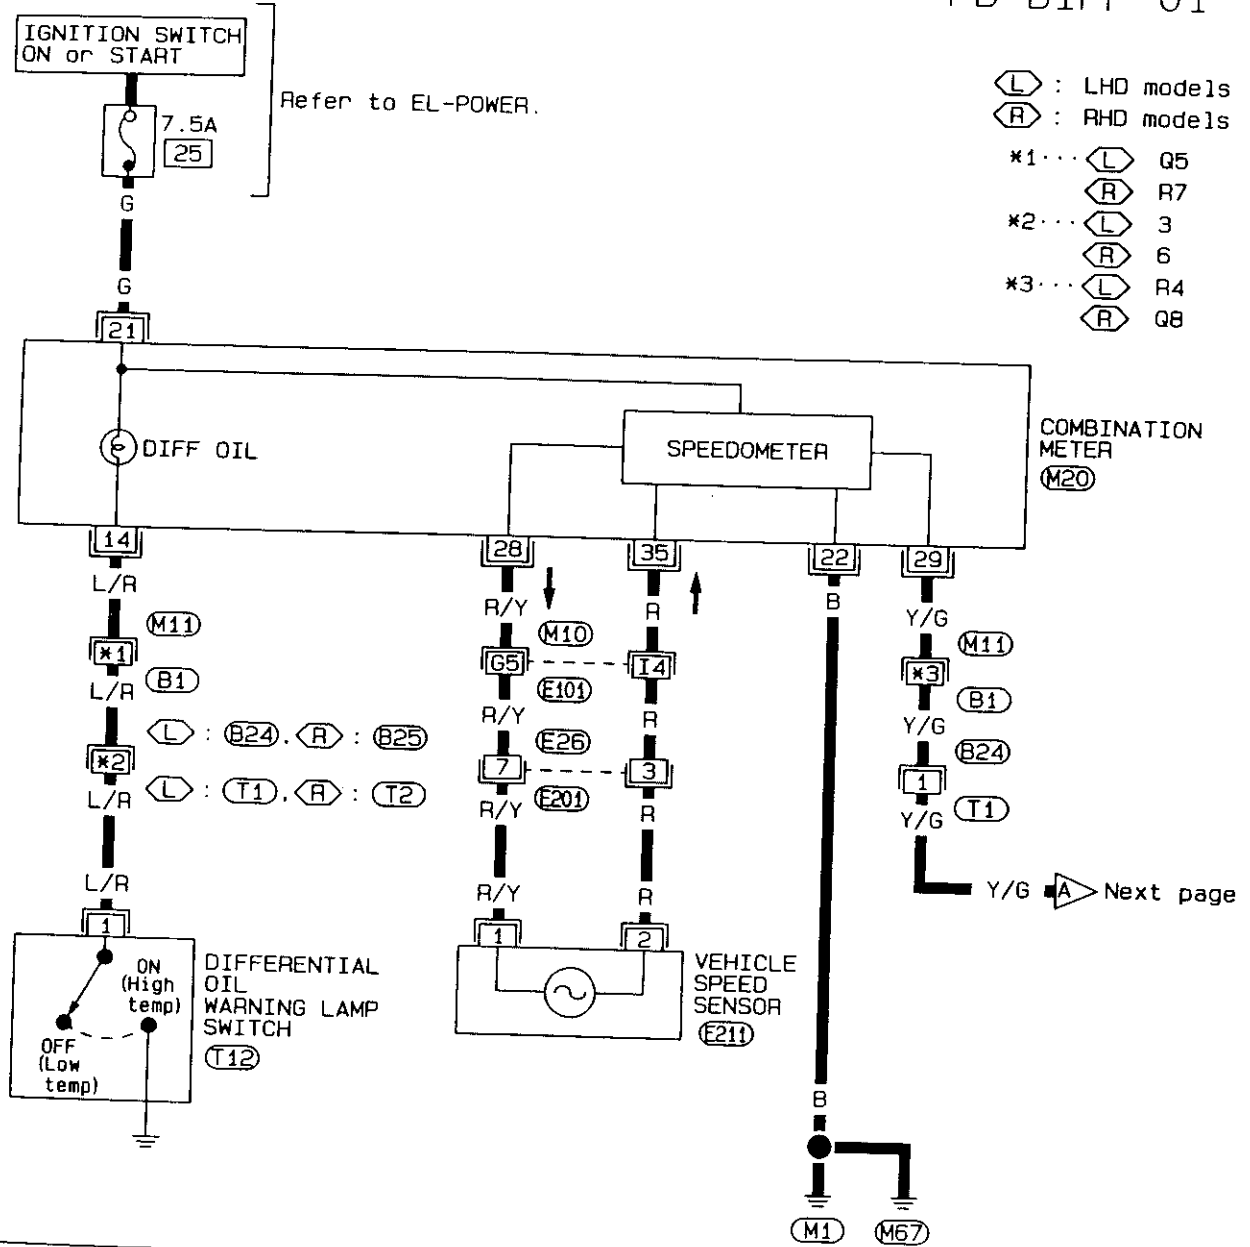 PD-DIFF-01
IGNITION SWITCH
ON or START
Refer to EL-POWER.
7.5A
25
L : LHD models
R : RHD models
*1··· L Q5
R R7
*2··· L 3
R 6
*3··· L R4
R Q8
G
G
21
DIFF OIL
SPEEDOMETER
COMBINATION
METER
M20
14
28
35
22
29
L/R
R/Y
R
B
Y/G
M11
M10
M11
*1
G5
I4
*3
B1
E101
B1
L/R
R/Y
R
Y/G
L : B24, R : B25
E26
B24
*2
7
3
1
L : T1, R : T2
E201
T1
L/R
R/Y
R
Y/G
L/R
R/Y
R
Y/G
A
Next page
1
1
2
ON
(High
temp)
OFF
(Low
temp)
DIFFERENTIAL
OIL
WARNING LAMP
SWITCH
T12
VEHICLE
SPEED
SENSOR
E211
B
M1
M67